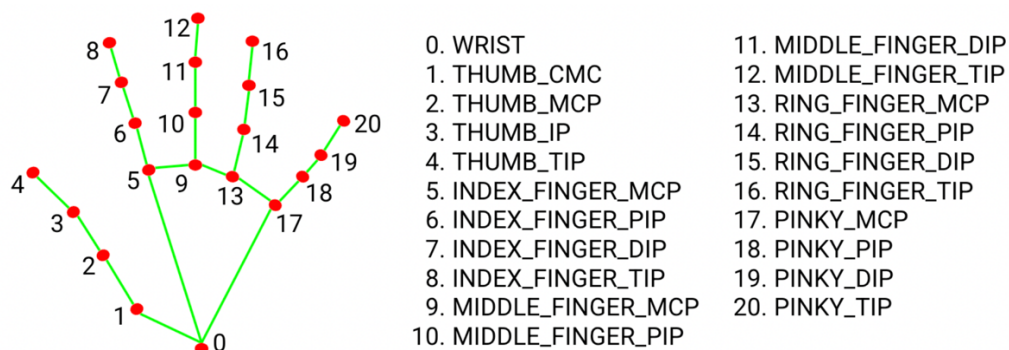 12
8
16
11
7
15
10
6
14
20
19
5
9
13
18
4
17
3
2
1
0
0. WRIST
1. THUMB_CMC
2. THUMB_MCP
3. THUMB_IP
4. THUMB_TIP
5. INDEX_FINGER_MCP
6. INDEX_FINGER_PIP
7. INDEX_FINGER_DIP
8. INDEX_FINGER_TIP
9. MIDDLE_FINGER_MCP
10. MIDDLE_FINGER_PIP
11. MIDDLE_FINGER_DIP
12. MIDDLE_FINGER_TIP
13. RING_FINGER_MCP
14. RING_FINGER_PIP
15. RING_FINGER_DIP
16. RING_FINGER_TIP
17. PINKY_MCP
18. PINKY_PIP
19. PINKY_DIP
20. PINKY_TIP